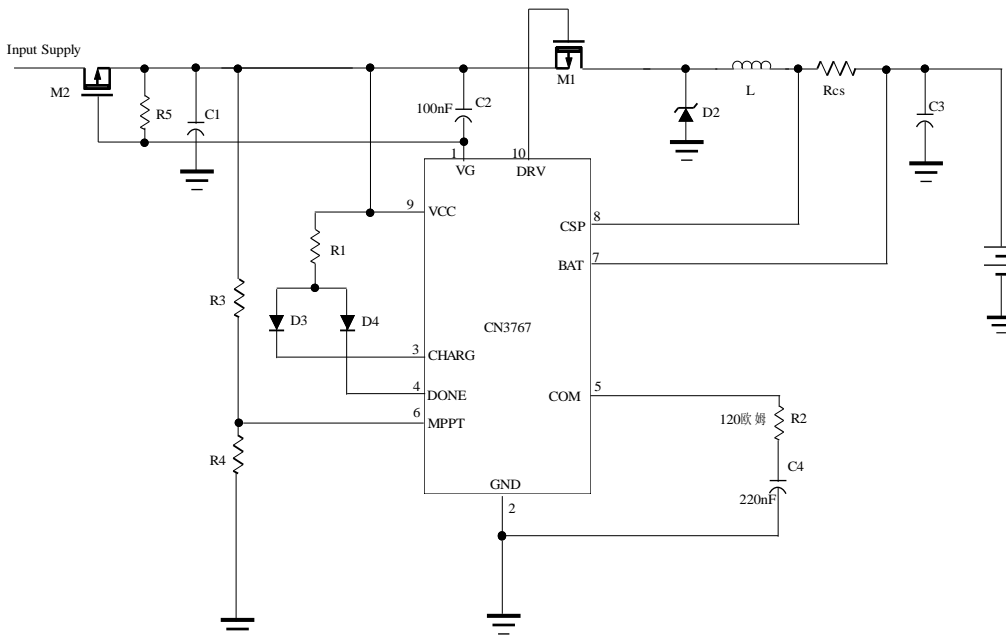 Input Supply
M2
R5
C1
100nF
C2
M1
D2
L
Rcs
C3
1
VG
10
DRV
9
VCC
CSP
8
BAT
7
R1
R3
D3
D4
CN3767
3
CHARG
4
DONE
6
MPPT
COM
5
120欧姆
R2
R4
C4
220nF
GND
2